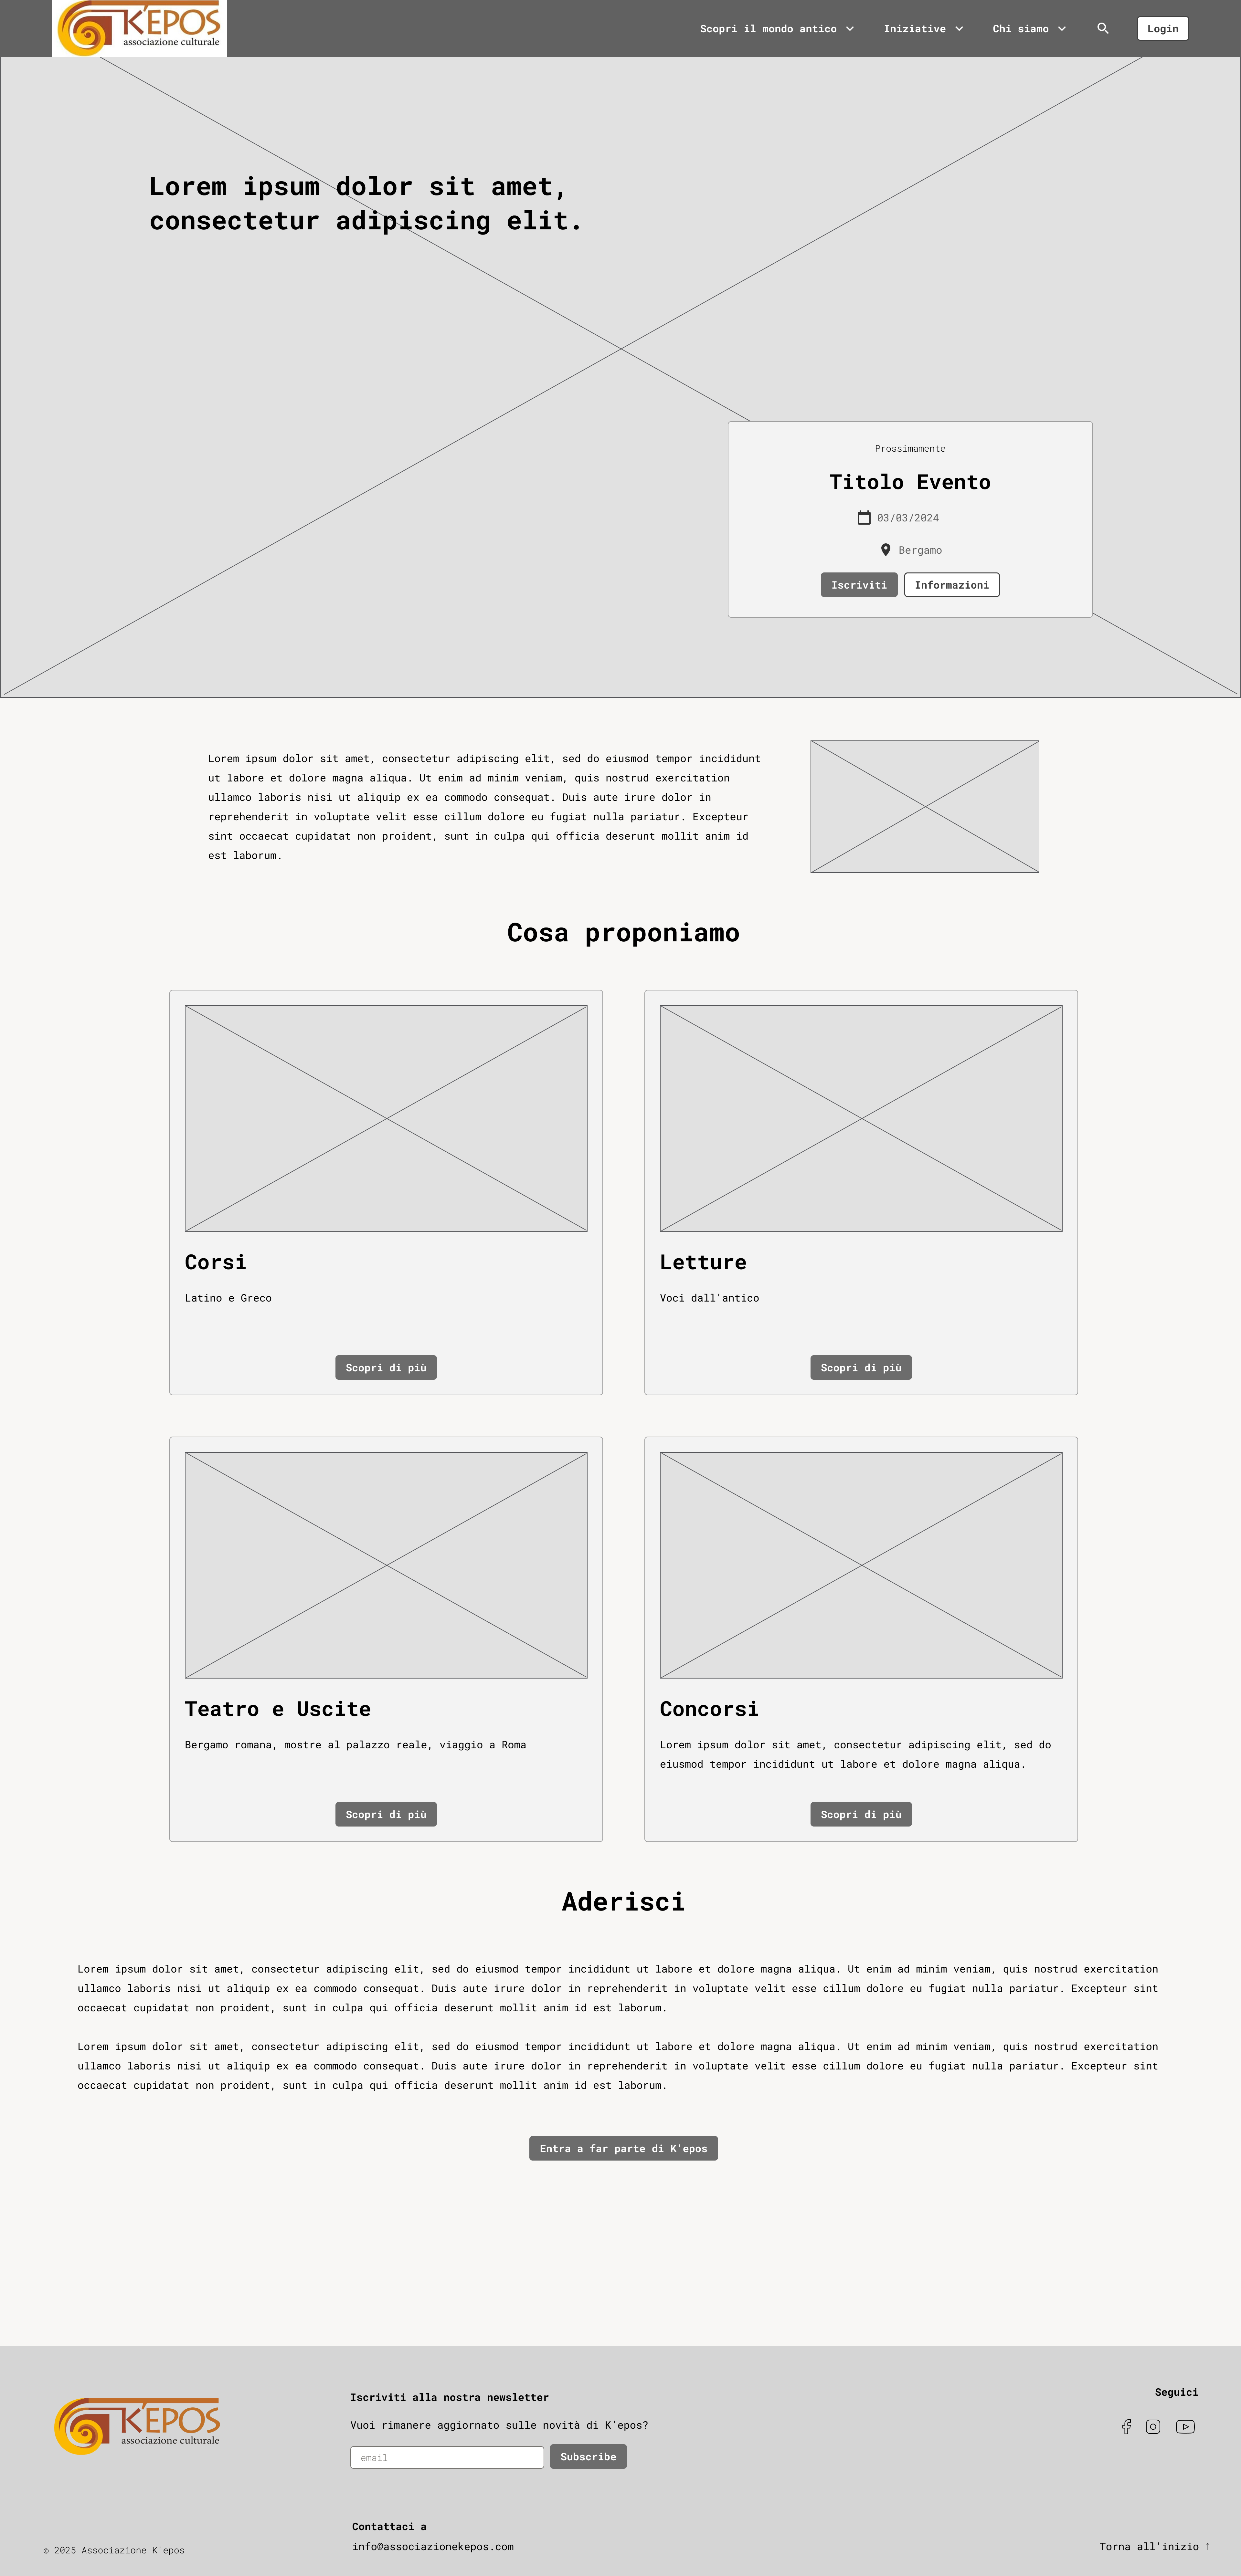 K'EPOS
associazione culturale
Scopri il mondo antico
Iniziative
Chi siamo
Login
Lorem ipsum dolor sit amet,
consectetur adipiscing elit.
Prossimamente
Titolo Evento
03/03/2024
Bergamo
Iscriviti
Informazioni
Lorem ipsum dolor sit amet, consectetur adipiscing elit, sed do eiusmod tempor incididunt
ut labore et dolore magna aliqua. Ut enim ad minim veniam, quis nostrud exercitation
ullamco laboris nisi ut aliquip ex ea commodo consequat. Duis aute irure dolor in
reprehenderit in voluptate velit esse cillum dolore eu fugiat nulla pariatur. Excepteur
sint occaecat cupidatat non proident, sunt in culpa qui officia deserunt mollit anim id
est laborum.
Cosa proponiamo
Corsi
Latino e Greco
Scopri di più
Letture
Voci dall'antico
Scopri di più
Teatro e Uscite
Bergamo romana, mostre al palazzo reale, viaggio a Roma
Scopri di più
Concorsi
Lorem ipsum dolor sit amet, consectetur adipiscing elit, sed do
eiusmod tempor incididunt ut labore et dolore magna aliqua.
Scopri di più
Aderisci
Lorem ipsum dolor sit amet, consectetur adipiscing elit, sed do eiusmod tempor incididunt ut labore et dolore magna aliqua. Ut enim ad minim veniam, quis nostrud exercitation
ullamco laboris nisi ut aliquip ex ea commodo consequat. Duis aute irure dolor in reprehenderit in voluptate velit esse cillum dolore eu fugiat nulla pariatur. Excepteur sint
occaecat cupidatat non proident, sunt in culpa qui officia deserunt mollit anim id est laborum.
Lorem ipsum dolor sit amet, consectetur adipiscing elit, sed do eiusmod tempor incididunt ut labore et dolore magna aliqua. Ut enim ad minim veniam, quis nostrud exercitation
ullamco laboris nisi ut aliquip ex ea commodo consequat. Duis aute irure dolor in reprehenderit in voluptate velit esse cillum dolore eu fugiat nulla pariatur. Excepteur sint
occaecat cupidatat non proident, sunt in culpa qui officia deserunt mollit anim id est laborum.
Entra a far parte di K'epos
K'EPOS
associazione culturale
Iscriviti alla nostra newsletter
Vuoi rimanere aggiornato sulle novità di K’epos?
email
Subscribe
Seguici
Contattaci a
info@associazionekepos.com
© 2025 Associazione K'epos
Torna all'inizio ↑